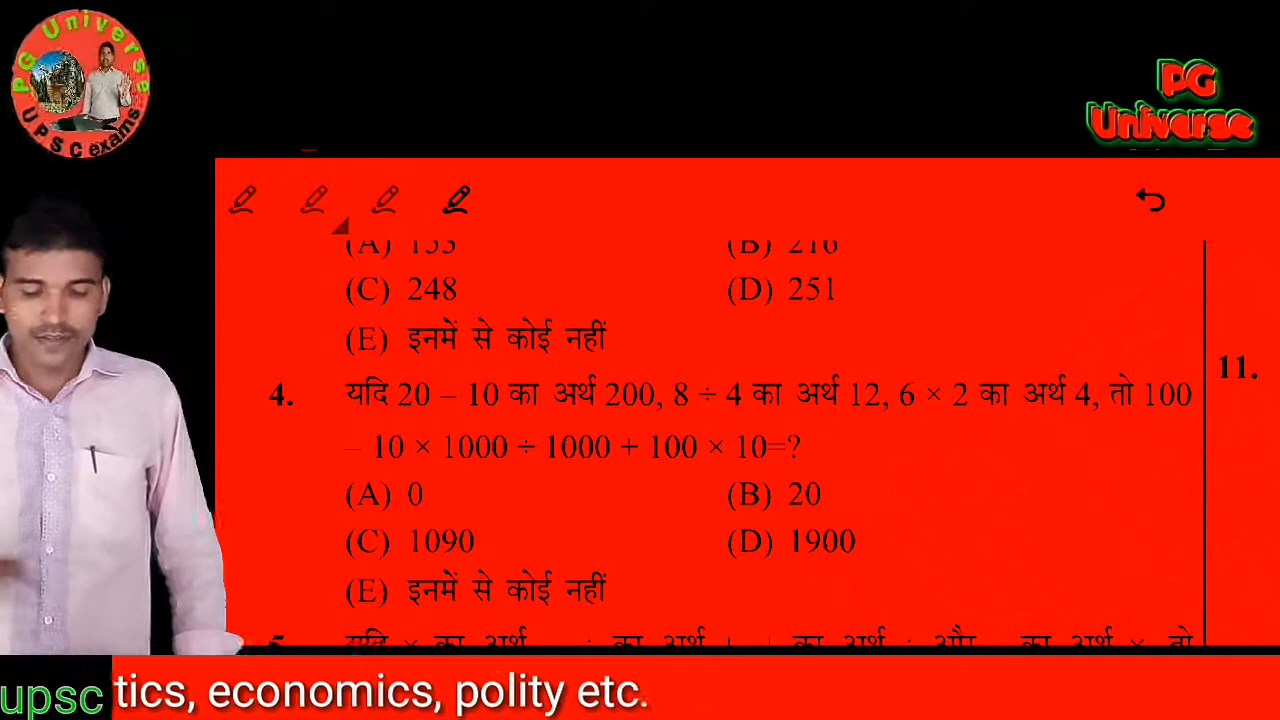 PG Universe
UPSC exams
PG
Universe
(A) 155 (B) 216
(C) 248 (D) 251
(E) इनमें से कोई नहीं
11.
4. यदि 20 – 10 का अर्थ 200, 8 ÷ 4 का अर्थ 12, 6 × 2 का अर्थ 4, तो 100
– 10 × 1000 ÷ 1000 + 100 × 10=?
(A) 0 (B) 20
(C) 1090 (D) 1900
(E) इनमें से कोई नहीं
upsc tics, economics, polity etc.